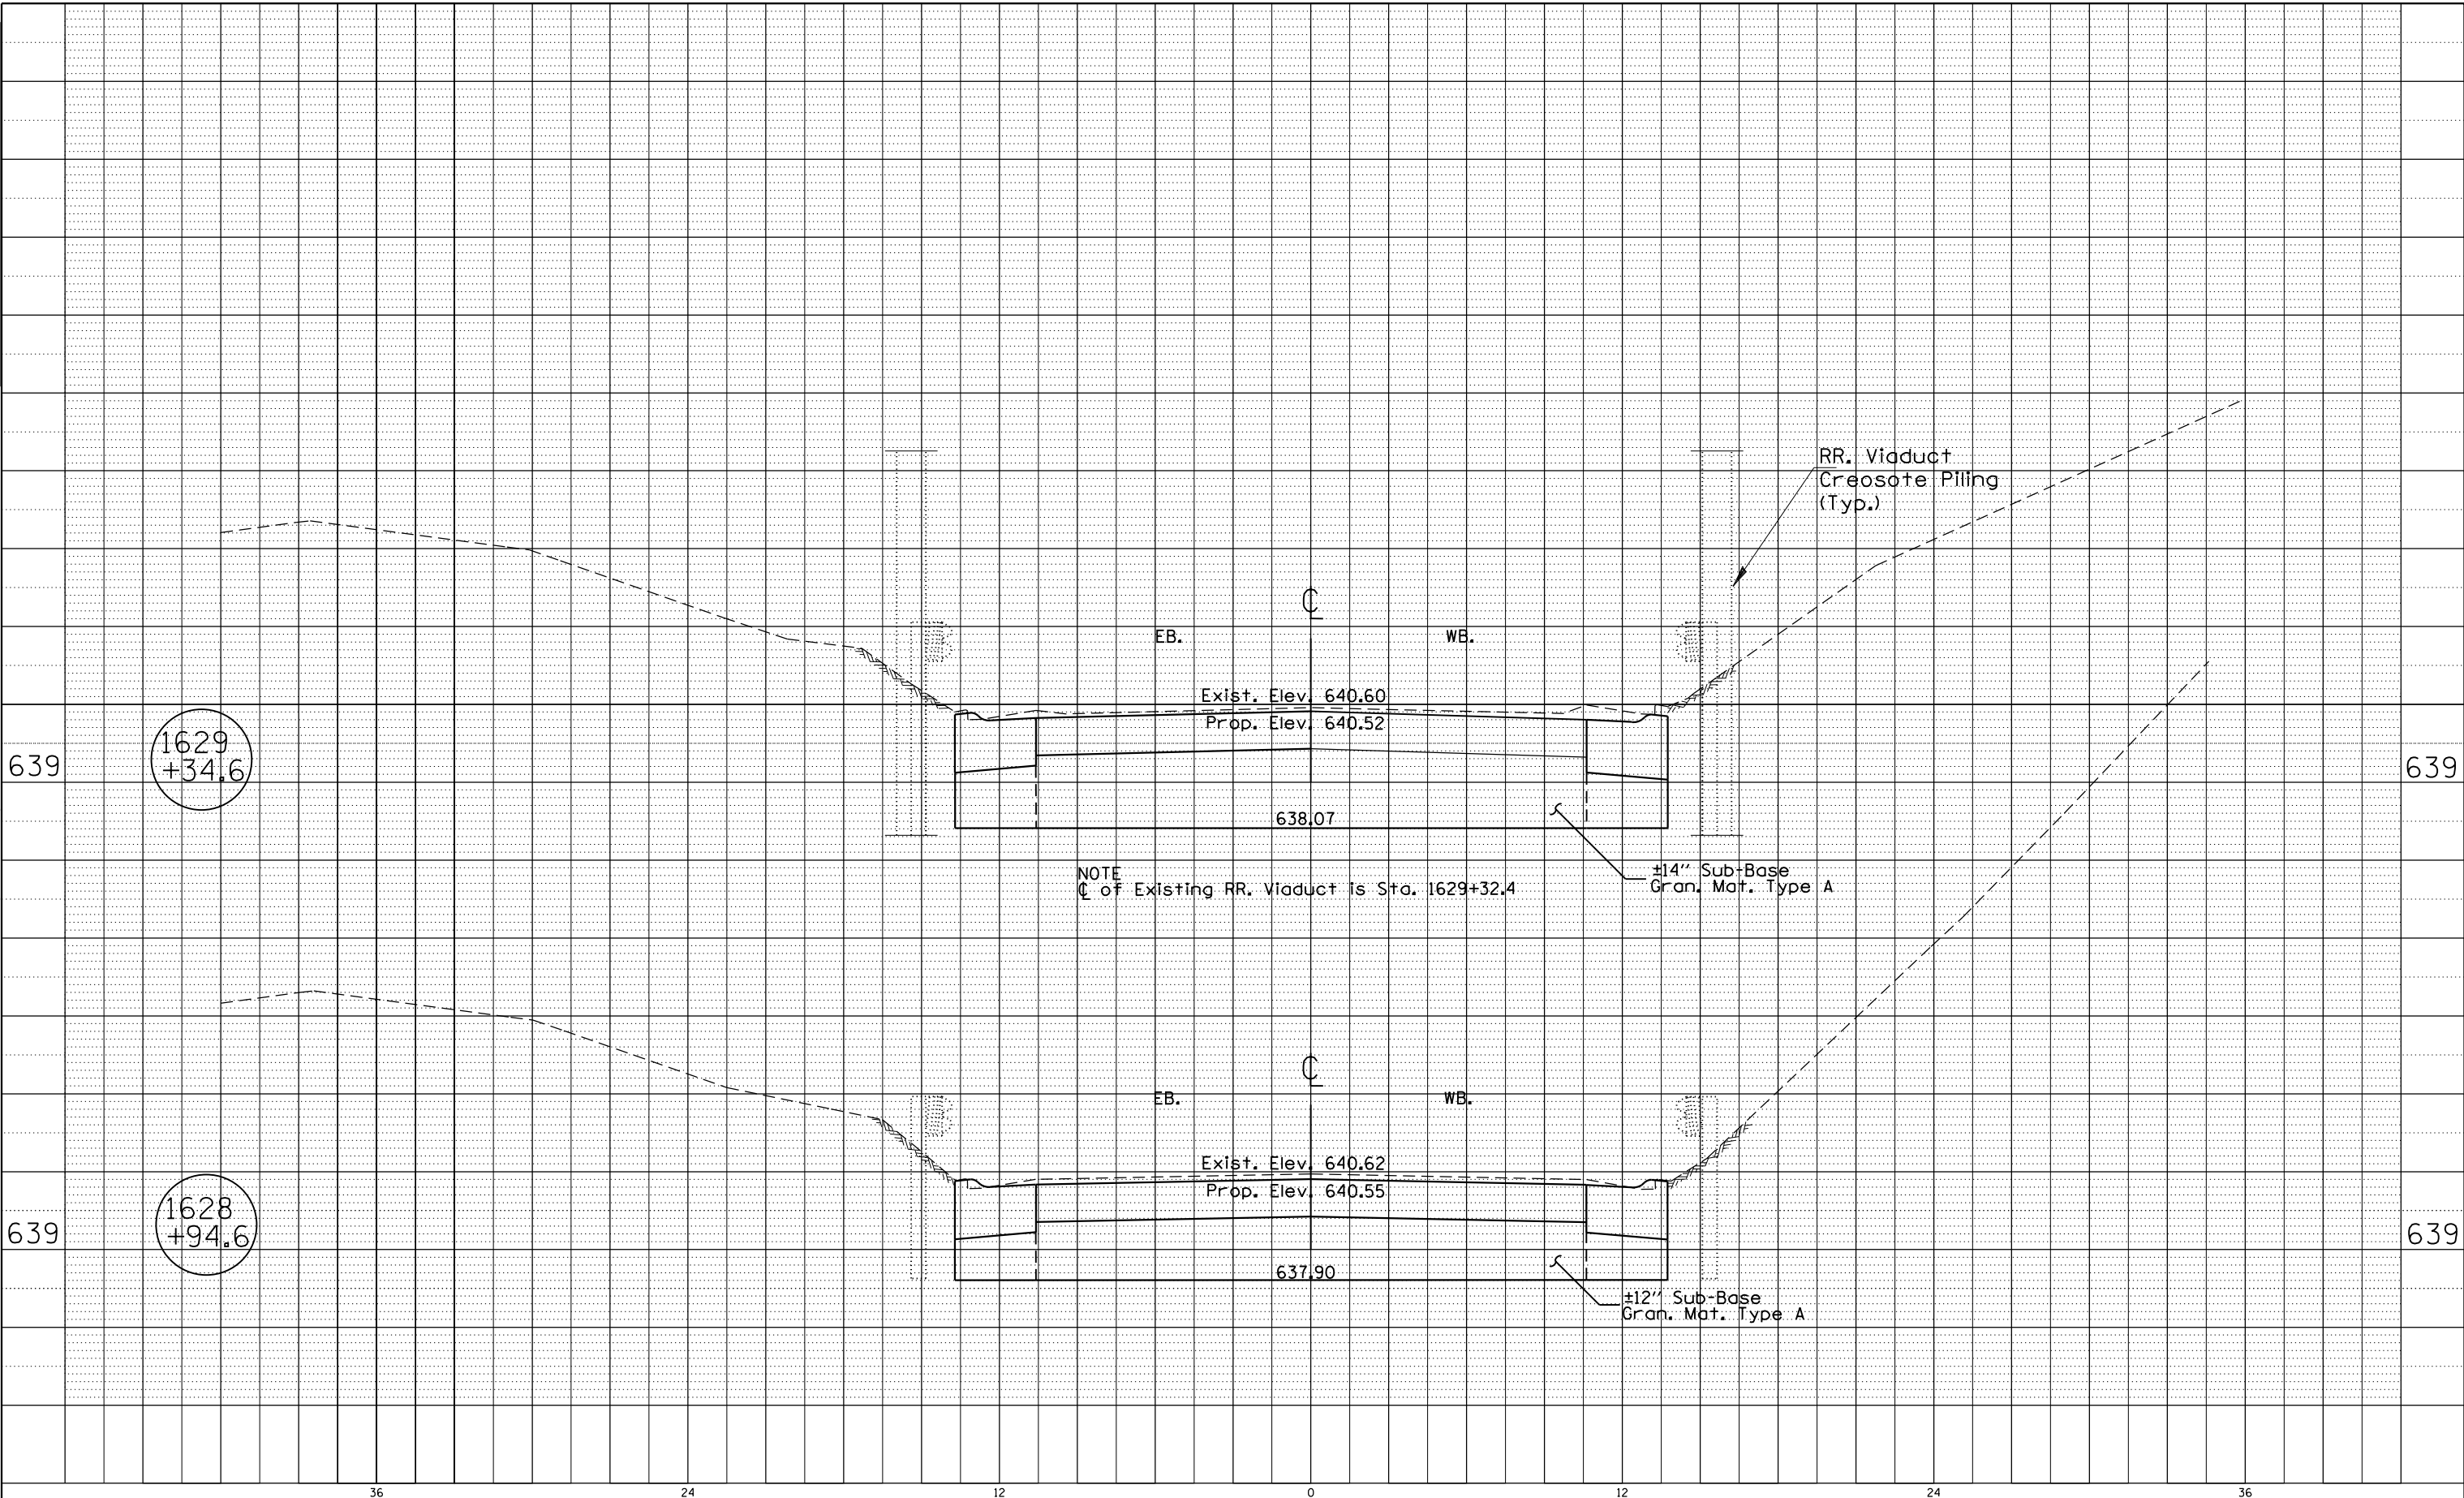 RR. Viaduct
Creosote Piling
(Typ.)
℄
EB.
WB.
Exist. Elev. 640.60
Prop. Elev. 640.52
1629
+34.6
639
639
638.07
±14" Sub-Base
Gran. Mat. Type A
NOTE
℄ of Existing RR. Viaduct is Sta. 1629+32.4
℄
EB.
WB.
Exist. Elev. 640.62
Prop. Elev. 640.55
1628
+94.6
639
639
637.90
±12" Sub-Base
Gran. Mat. Type A
36 24 12 0 12 24 36